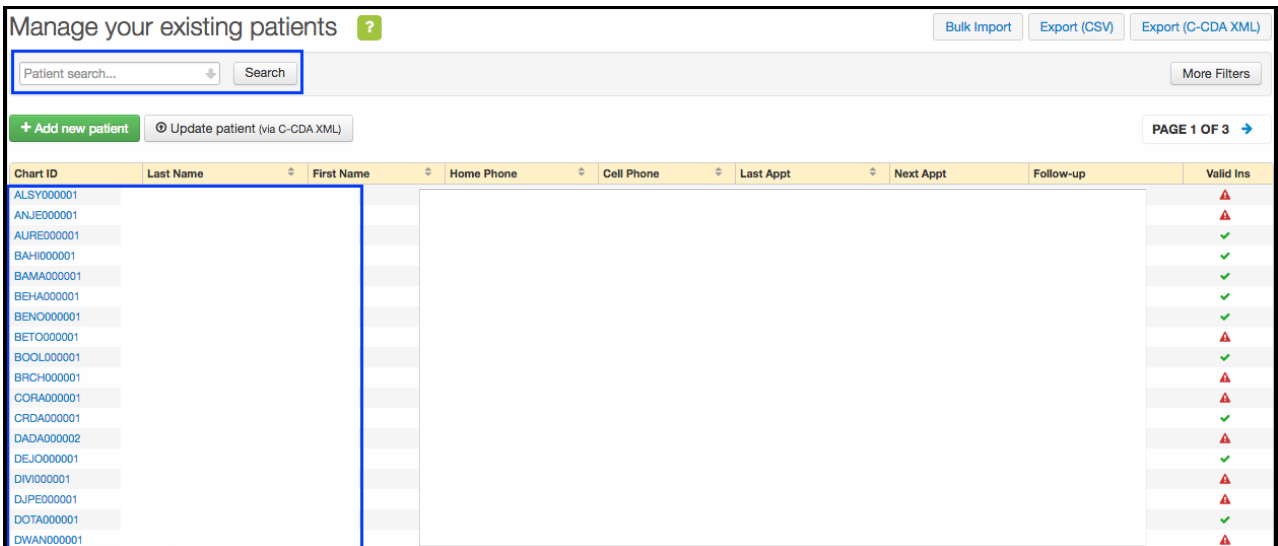 Manage your existing patients ?
Bulk Import Export (CSV) Export (C-CDA XML)
Patient search... Search More Filters
+ Add new patient Update patient (via C-CDA XML) PAGE 1 OF 3
Chart ID Last Name First Name Home Phone Cell Phone Last Appt Next Appt Follow-up Valid Ins
ALSY000001
ANJE000001
AURE000001
BAHI000001
BAMA000001
BEHA000001
BENO000001
BETO000001
BOOL000001
BRCH000001
CORA000001
CRDA000001
DADA000002
DEJO000001
DIVI000001
DJPE000001
DOTA000001
DWAN000001